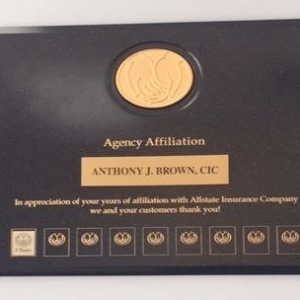 Agency Affiliation
ANTHONY J. BROWN, CIC
In appreciation of your years of affiliation with Allstate Insurance Company
we and your customers thank you!